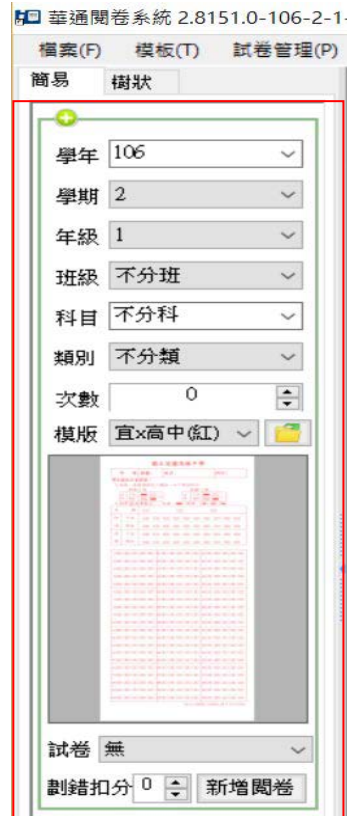 華通閱卷系統 2.8151.0-106-2-1-
檔案(F) 模板(T) 試卷管理(P)
簡易 樹狀
學年 106
學期 2
年級 1
班級 不分班
科目 不分科
類別 不分類
次數 0
模版 宜x高中(紅)
試卷 無
劃錯扣分 0 新增閱卷